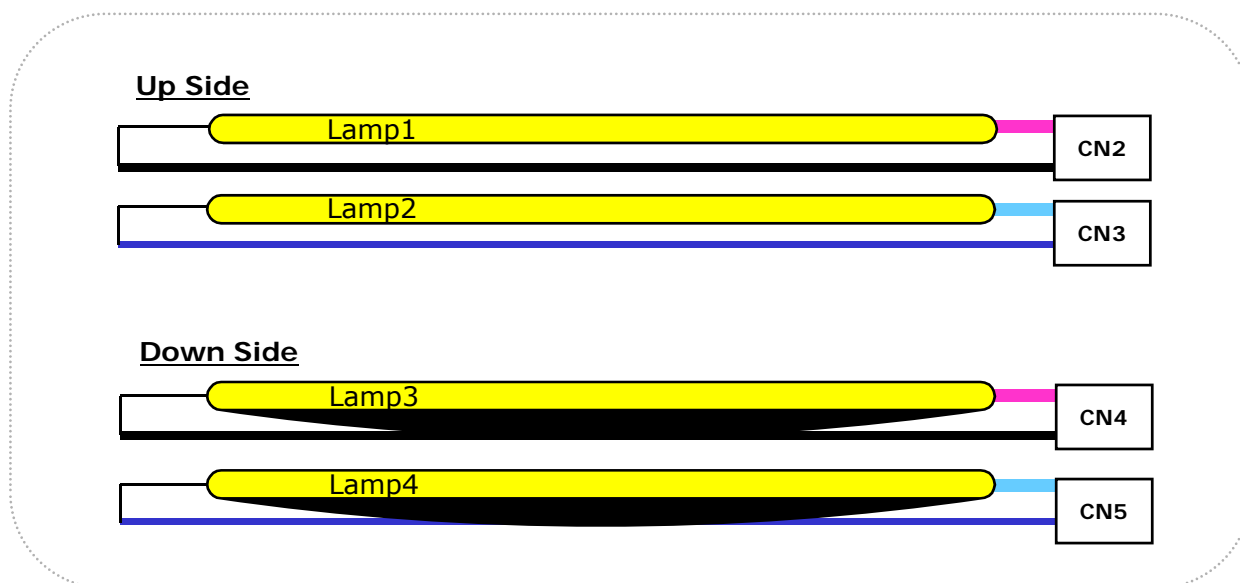 Up Side
Lamp1
CN2
Lamp2
CN3
Down Side
Lamp3
CN4
Lamp4
CN5